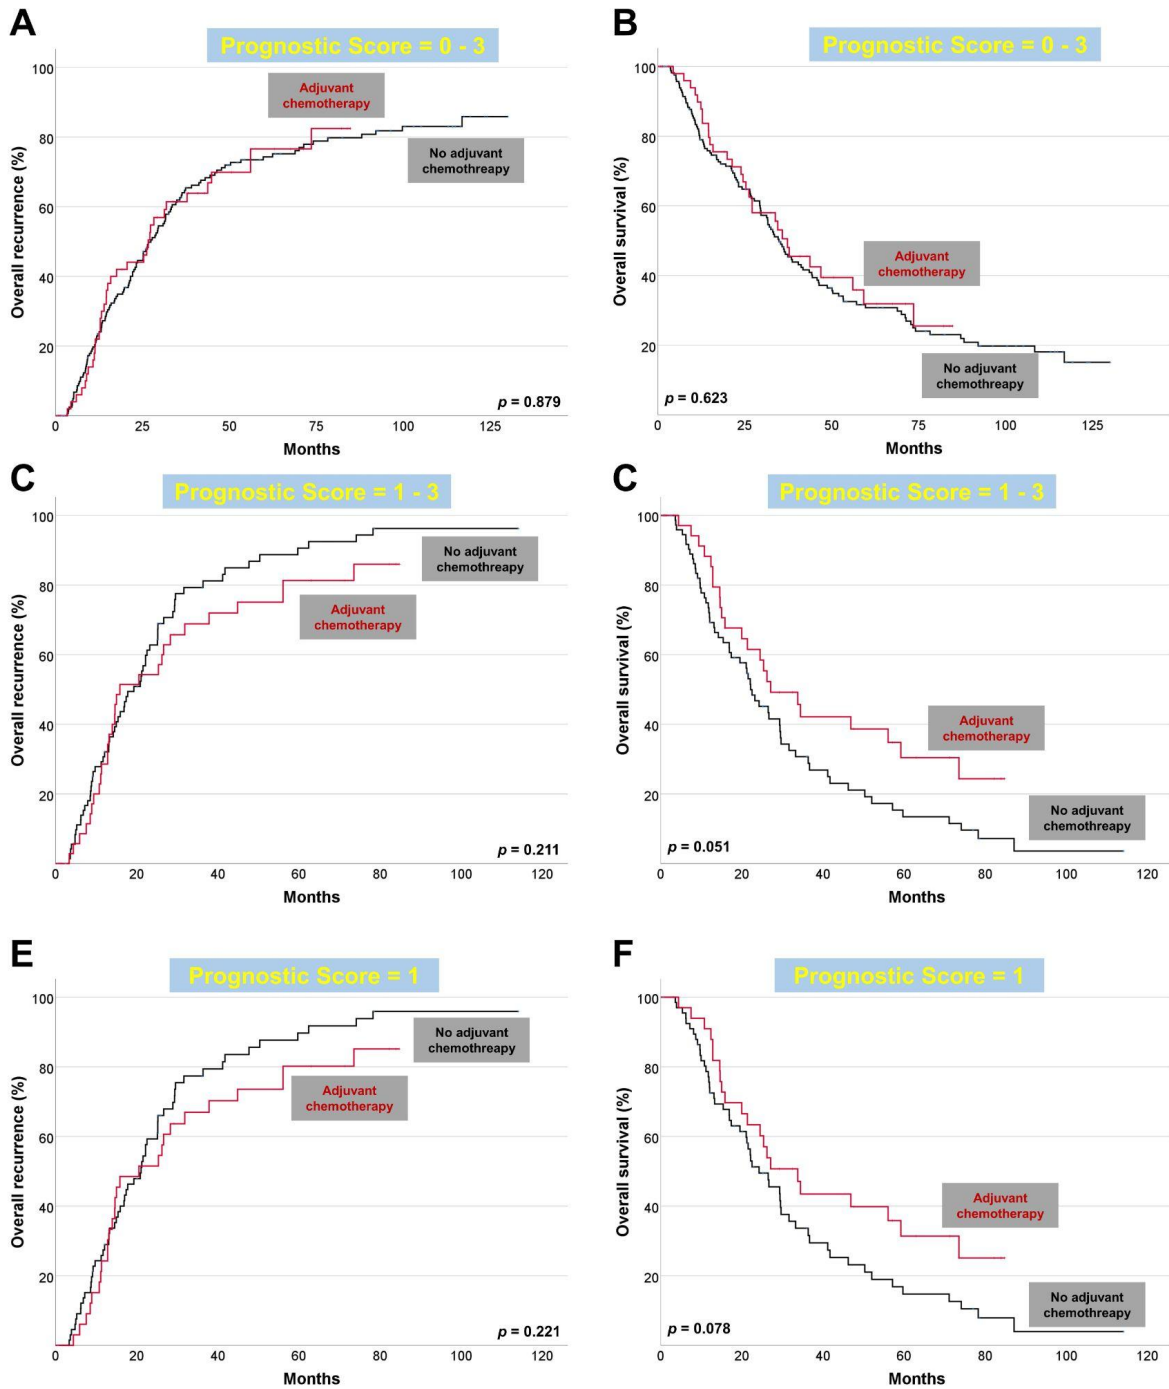 A
Prognostic Score = 0 - 3
Overall recurrence (%)
100
80
60
40
20
Adjuvant
chemotherapy
No adjuvant
chemothreapy
p = 0.879
0
25
50
75
100
125
Months
B
Prognostic Score = 0 - 3
Overall survival (%)
100
80
60
40
20
Adjuvant
chemotherapy
No adjuvant
chemothreapy
p = 0.623
0
25
50
75
100
125
Months
C
Prognostic Score = 1 - 3
Overall recurrence (%)
100
80
60
40
20
No adjuvant
chemothreapy
Adjuvant
chemotherapy
p = 0.211
0
20
40
60
80
100
120
Months
C
Prognostic Score = 1 - 3
Overall survival (%)
100
80
60
40
20
Adjuvant
chemotherapy
No adjuvant
chemothreapy
p = 0.051
0
20
40
60
80
100
120
Months
E
Prognostic Score = 1
Overall recurrence (%)
100
80
60
40
20
No adjuvant
chemothreapy
Adjuvant
chemotherapy
p = 0.221
0
20
40
60
80
100
120
Months
F
Prognostic Score = 1
Overall survival (%)
100
80
60
40
20
Adjuvant
chemotherapy
No adjuvant
chemothreapy
p = 0.078
0
20
40
60
80
100
120
Months